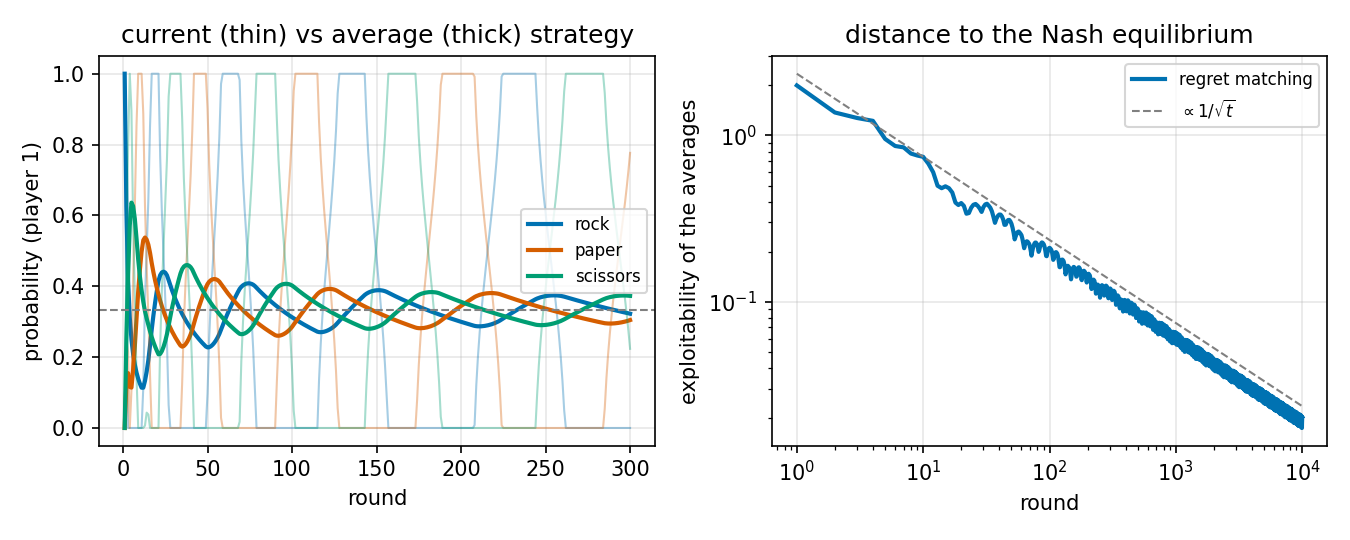 current (thin) vs average (thick) strategy
probability (player 1)
1.0
0.8
0.6
0.4
0.2
0.0
rock
paper
scissors
0 50 100 150 200 250 300
round
distance to the Nash equilibrium
exploitability of the averages
10⁰
10⁻¹
regret matching
∝ 1/√t
10⁰ 10¹ 10² 10³ 10⁴
round